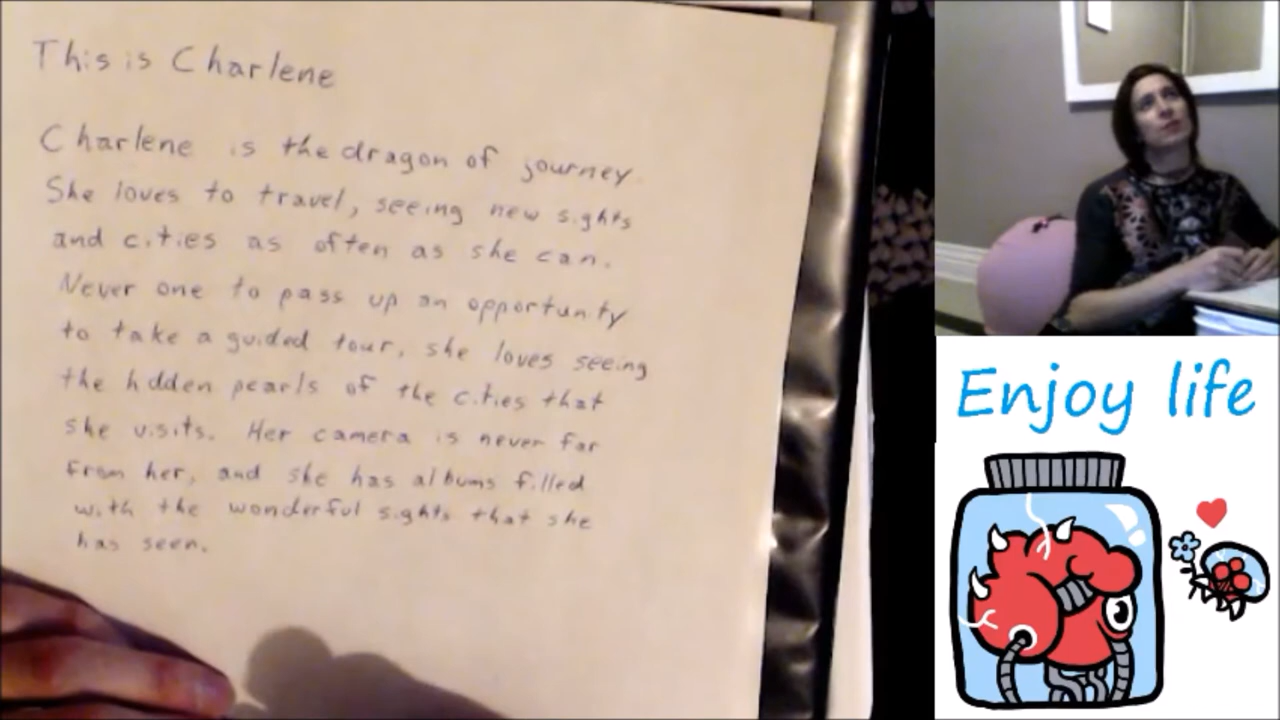 This is Charlene
Charlene is the dragon of journey.
She loves to travel, seeing new sights
and cities as often as she can.
Never one to pass up an opportunity
to take a guided tour, she loves seeing
the hidden pearls of the cities that
she visits. Her camera is never far
from her, and she has albums filled
with the wonderful sights that she
has seen.
Enjoy life